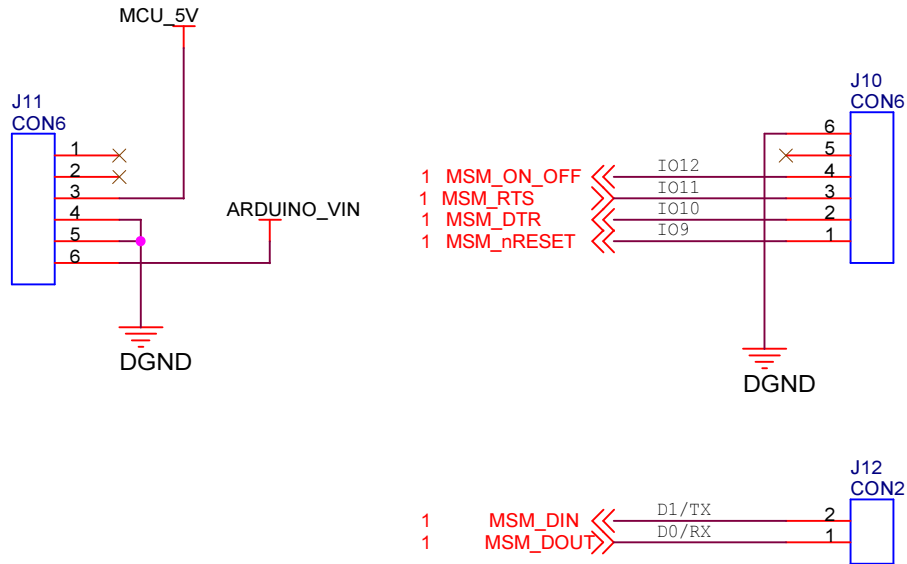 MCU_5V
J11
CON6
1
2
3
4
5
6
ARDUINO_VIN
DGND
J10
CON6
6
5
1 MSM_ON_OFF IO12 4
1 MSM_RTS IO11 3
1 MSM_DTR IO10 2
1 MSM_nRESET IO9 1
DGND
J12
CON2
1 MSM_DIN D1/TX 2
1 MSM_DOUT D0/RX 1